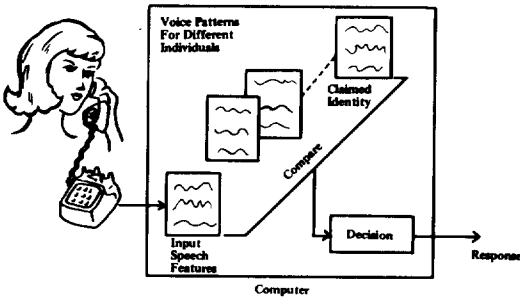 Voice Patterns
For Different
Individuals
Claimed
Identity
Compare
Input
Speech
Features
Decision
Response
Computer